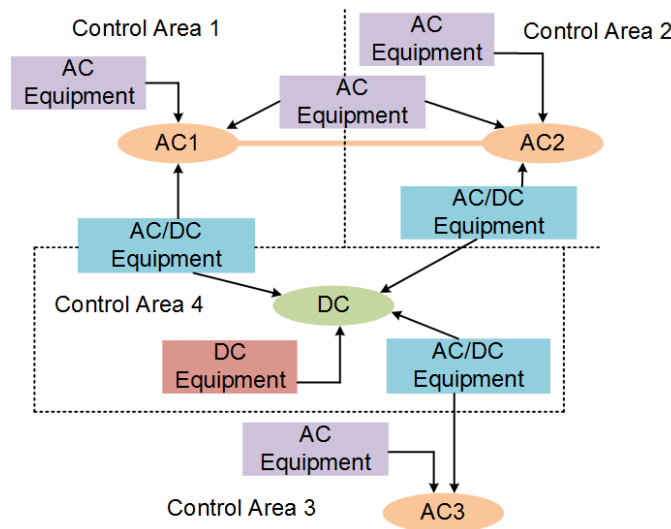 Control Area 1
Control Area 2
AC
Equipment
AC
Equipment
AC
Equipment
AC1
AC2
AC/DC
Equipment
AC/DC
Equipment
Control Area 4
DC
DC
Equipment
AC/DC
Equipment
AC
Equipment
Control Area 3
AC3